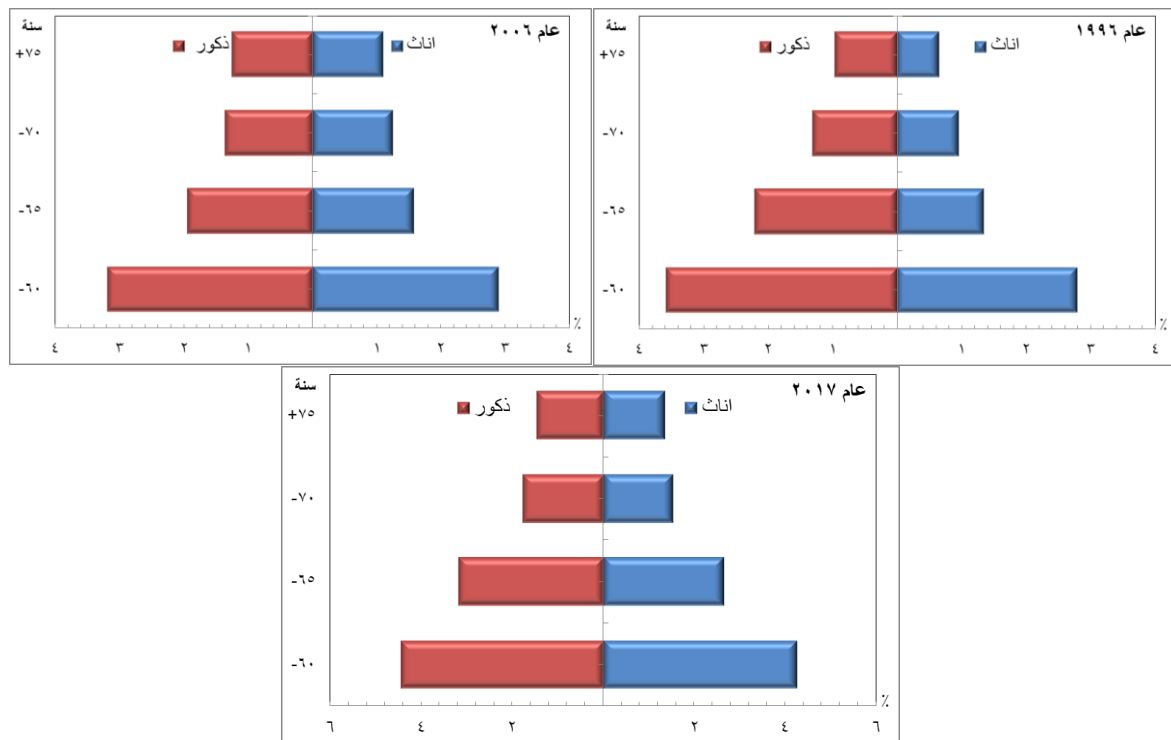 عام ١٩٩٦
سنة
اناث
ذكور
+٧٥
-٧٠
-٦٥
-٦٠
%
٤ ٣ ٢ ١ ١ ٢ ٣ ٤
عام ٢٠٠٦
سنة
اناث
ذكور
+٧٥
-٧٠
-٦٥
-٦٠
%
٤ ٣ ٢ ١ ١ ٢ ٣ ٤
عام ٢٠١٧
سنة
اناث
ذكور
+٧٥
-٧٠
-٦٥
-٦٠
%
٦ ٤ ٢ ٢ ٤ ٦